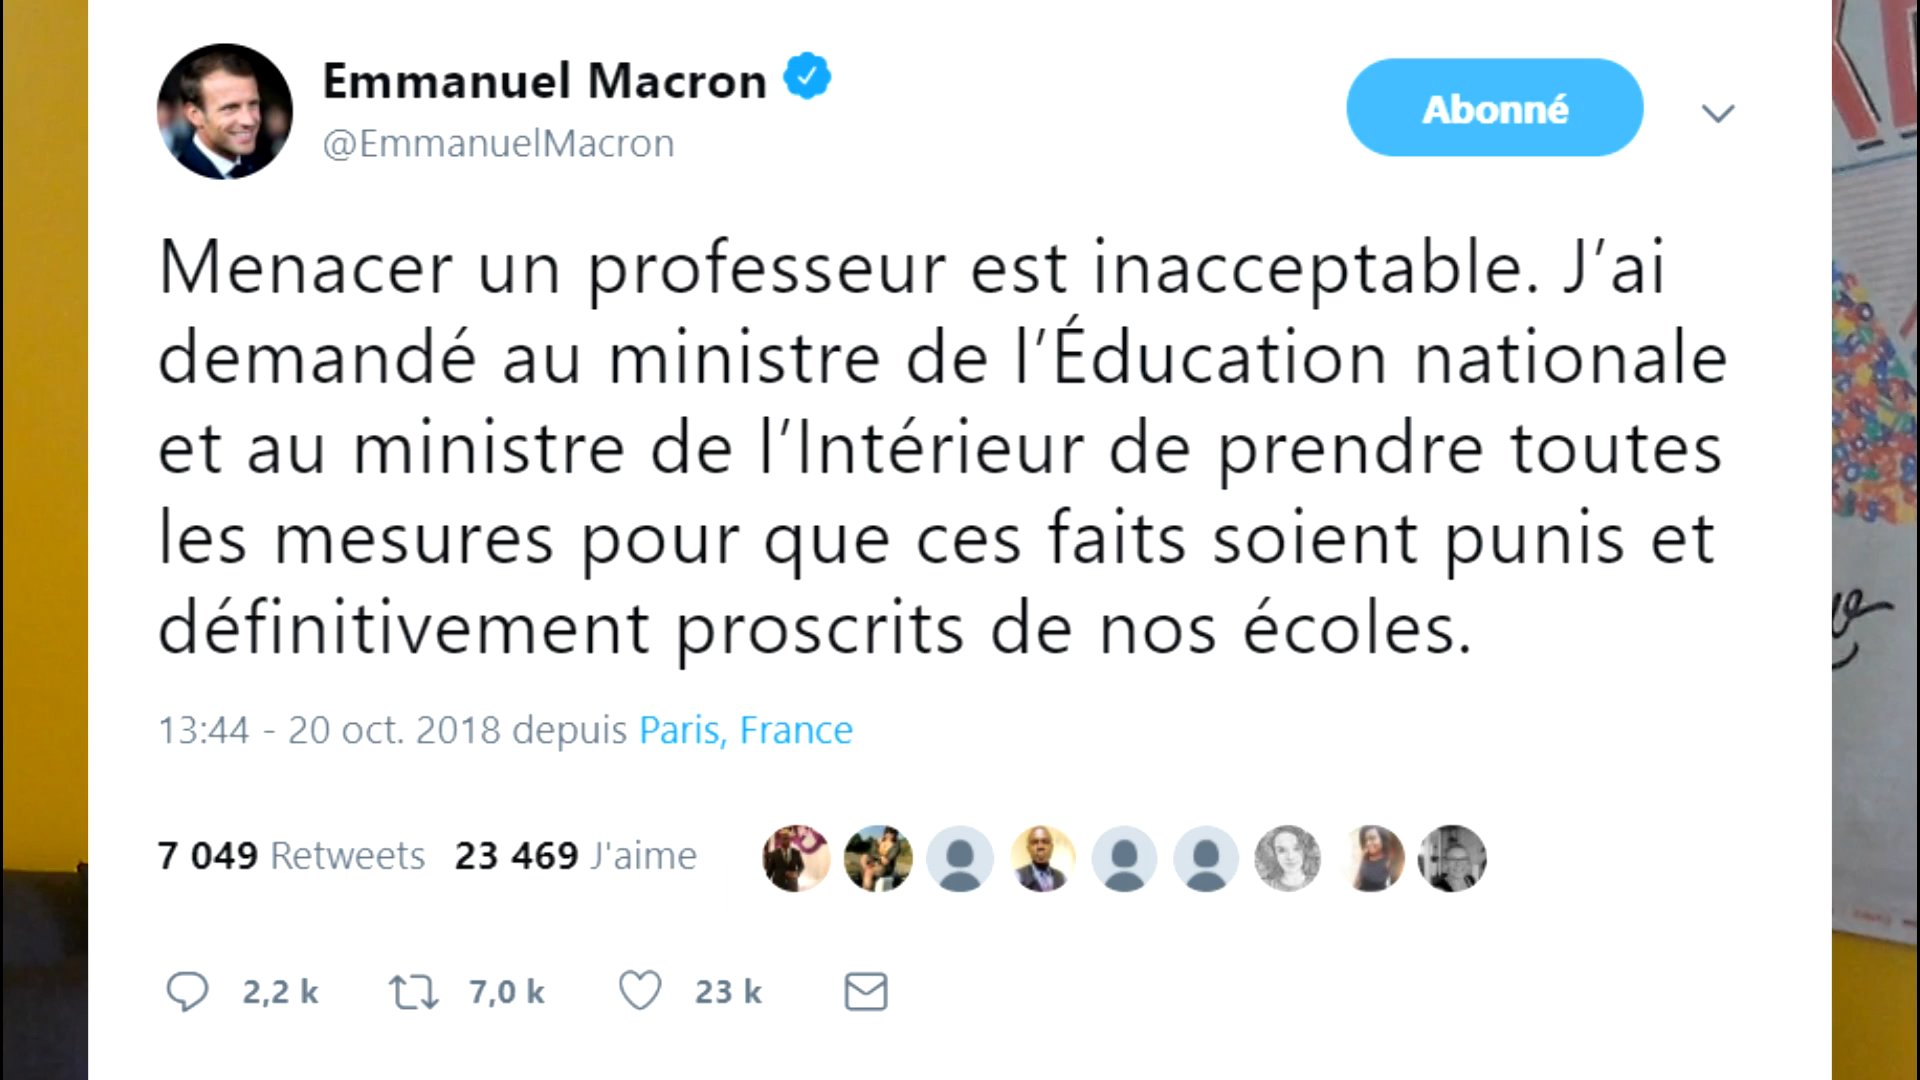 Emmanuel Macron
@EmmanuelMacron
Abonné
Menacer un professeur est inacceptable. J’ai
demandé au ministre de l’Éducation nationale
et au ministre de l’Intérieur de prendre toutes
les mesures pour que ces faits soient punis et
définitivement proscrits de nos écoles.
13:44 - 20 oct. 2018 depuis Paris, France
7 049 Retweets 23 469 J'aime
2,2 k 7,0 k 23 k